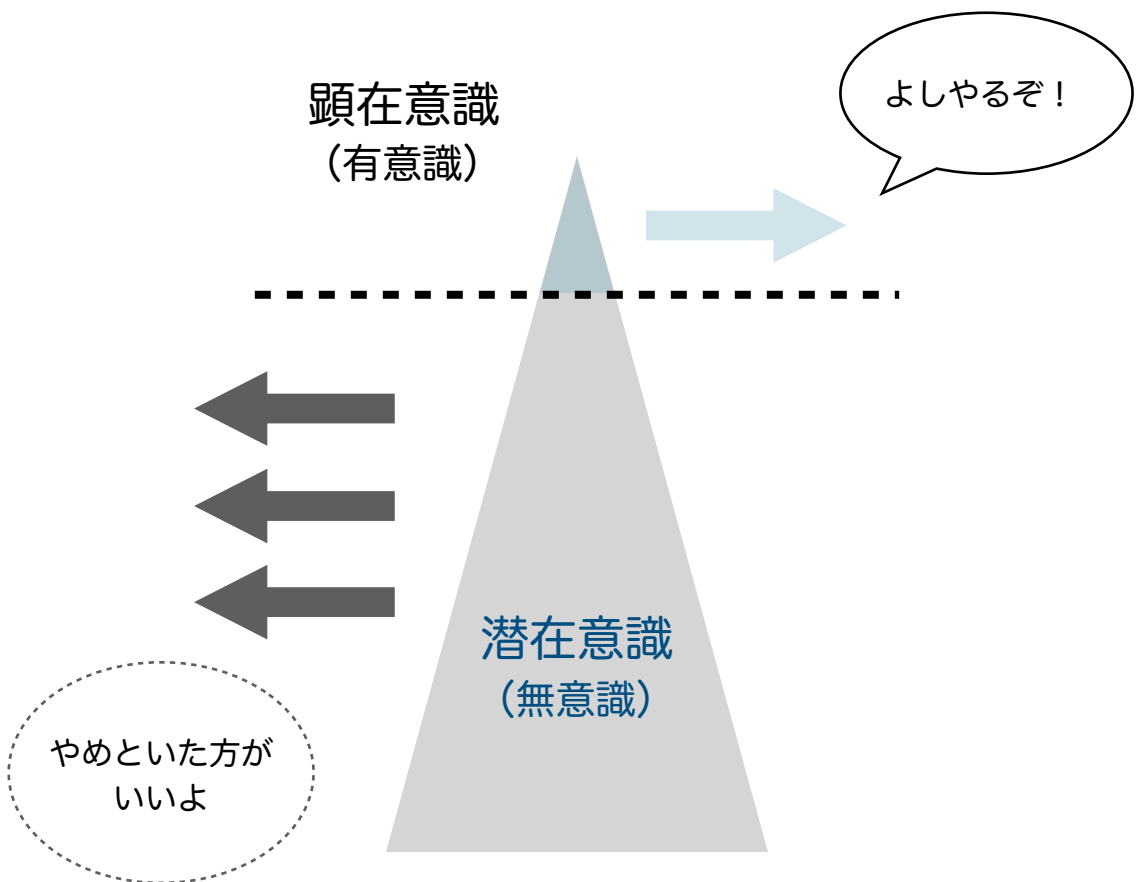 よしやるぞ！
顕在意識
（有意識）
潜在意識
（無意識）
やめといた方が
いいよ